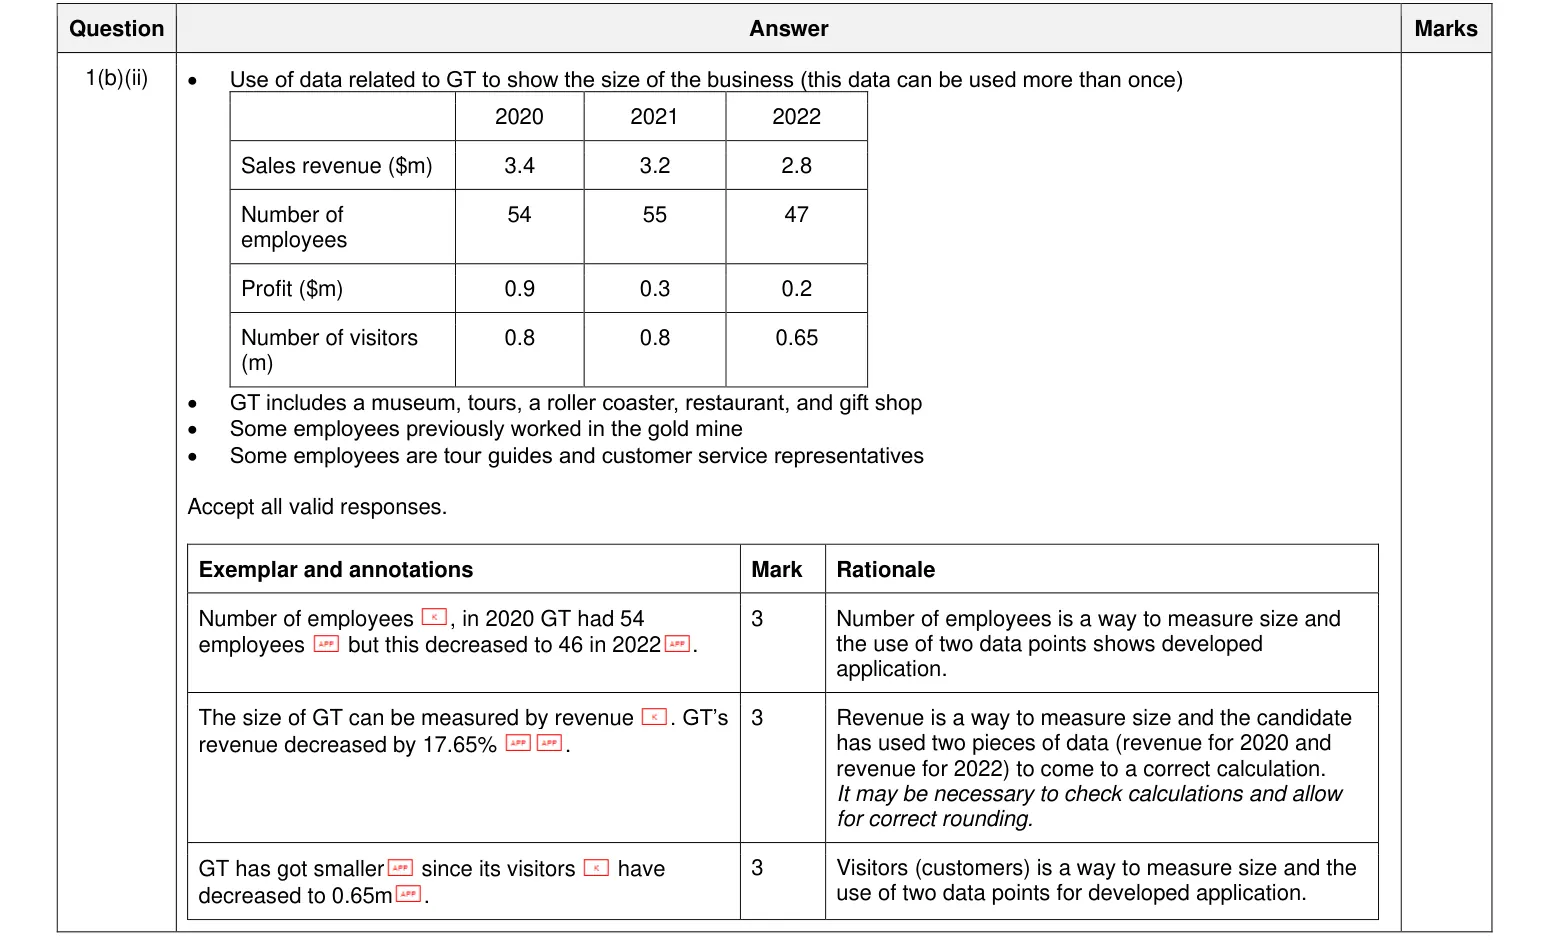 Question Answer Marks
1(b)(ii)
• Use of data related to GT to show the size of the business (this data can be used more than once)
2020 2021 2022
Sales revenue ($m) 3.4 3.2 2.8
Number of employees 54 55 47
Profit ($m) 0.9 0.3 0.2
Number of visitors (m) 0.8 0.8 0.65
• GT includes a museum, tours, a roller coaster, restaurant, and gift shop
• Some employees previously worked in the gold mine
• Some employees are tour guides and customer service representatives
Accept all valid responses.
Exemplar and annotations Mark Rationale
Number of employees K, in 2020 GT had 54
employees APP but this decreased to 46 in 2022 APP.
3
Number of employees is a way to measure size and
the use of two data points shows developed
application.
The size of GT can be measured by revenue K. GT's
revenue decreased by 17.65% APP APP.
3
Revenue is a way to measure size and the candidate
has used two pieces of data (revenue for 2020 and
revenue for 2022) to come to a correct calculation.
It may be necessary to check calculations and allow
for correct rounding.
GT has got smaller APP since its visitors K have
decreased to 0.65m APP.
3
Visitors (customers) is a way to measure size and the
use of two data points for developed application.